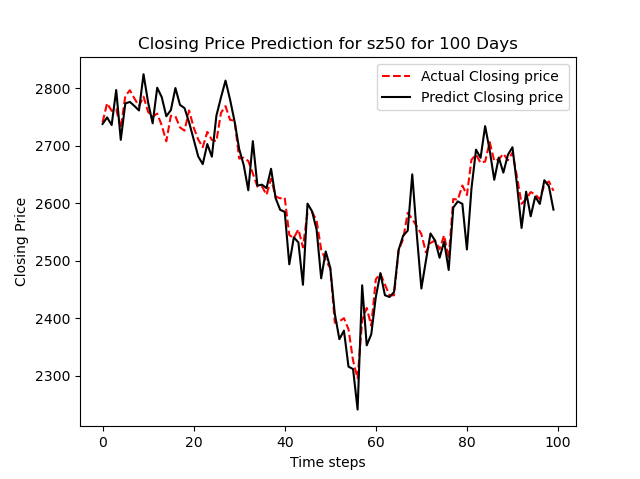 Closing Price Prediction for sz50 for 100 Days
Actual Closing price
Predict Closing price
Closing Price
2800
2700
2600
2500
2400
2300
0 20 40 60 80 100
Time steps